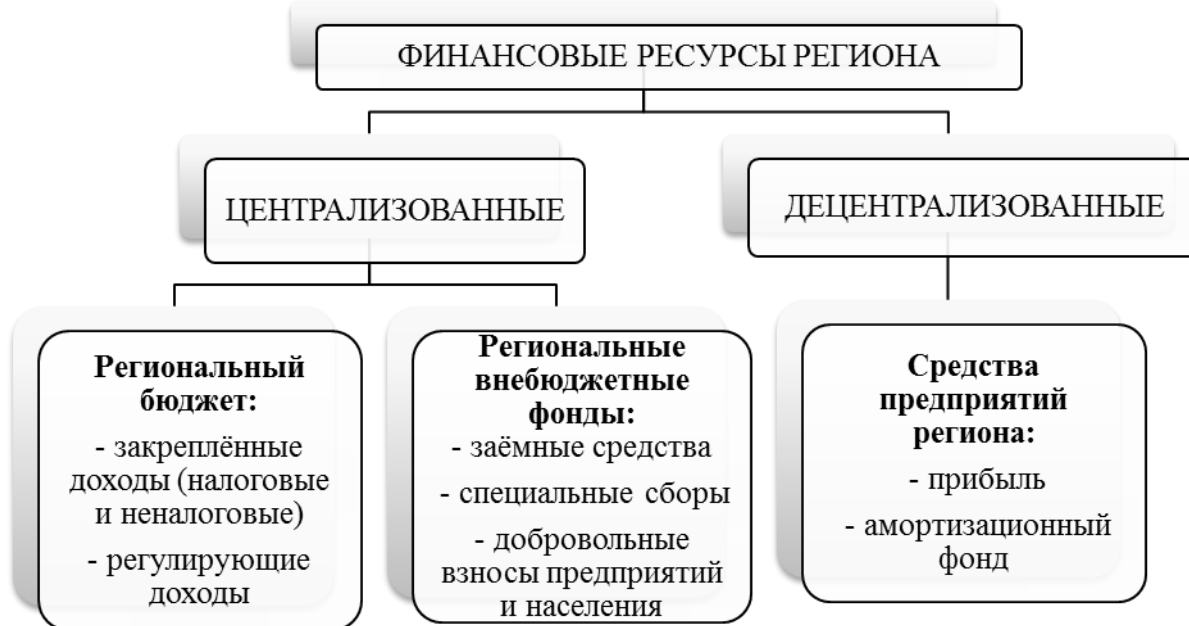 ФИНАНСОВЫЕ РЕСУРСЫ РЕГИОНА
ЦЕНТРАЛИЗОВАННЫЕ
ДЕЦЕНТРАЛИЗОВАННЫЕ
Региональный
бюджет:
- закреплённые
доходы (налоговые
и неналоговые)
- регулирующие
доходы
Региональные
внебюджетные
фонды:
- заёмные средства
- специальные сборы
- добровольные
взносы предприятий
и населения
Средства
предприятий
региона:
- прибыль
- амортизационный
фонд